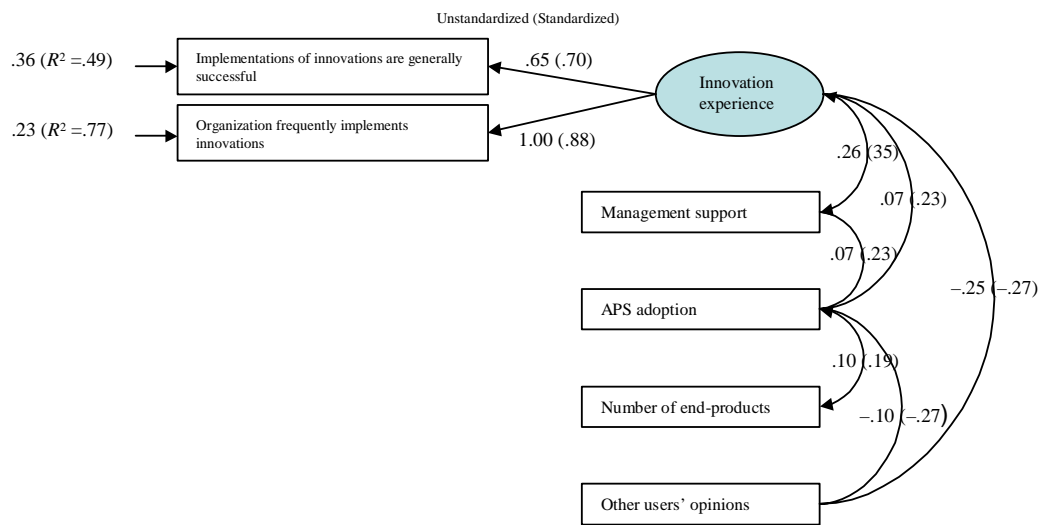 Unstandardized (Standardized)
.36 (R² =.49)
Implementations of innovations are generally
successful
.65 (.70)
Innovation
experience
.23 (R² =.77)
Organization frequently implements
innovations
1.00 (.88)
.26 (35)
Management support
.07 (.23)
.07 (.23)
–.25 (–.27)
APS adoption
.10 (.19)
Number of end-products
–.10 (–.27)
Other users’ opinions